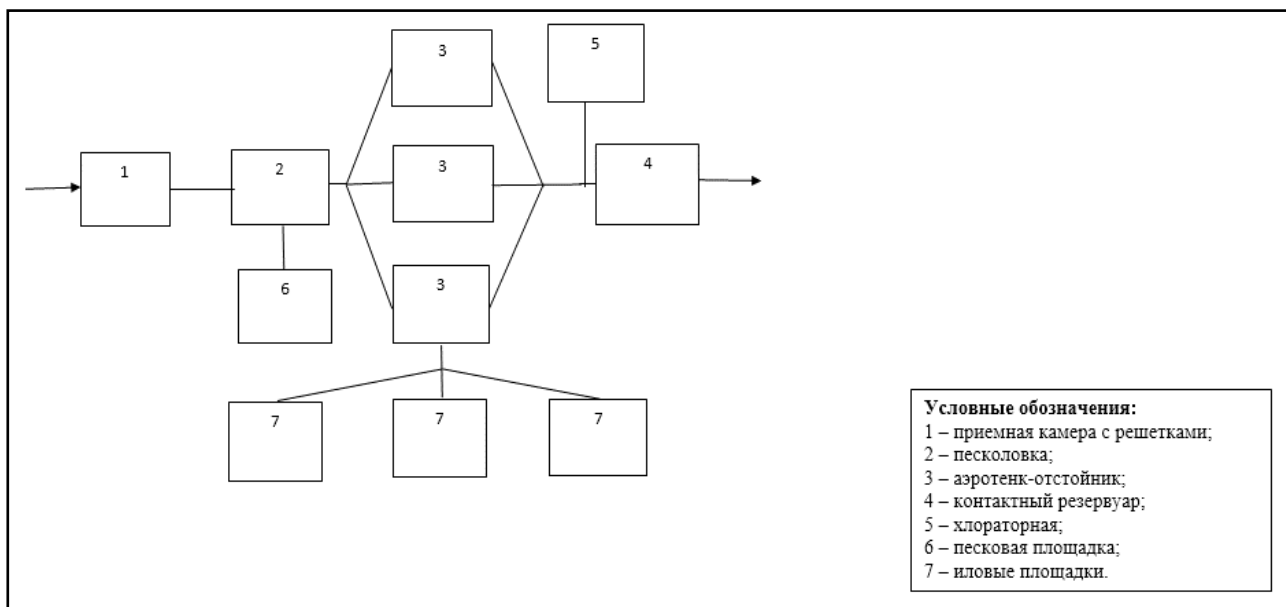 3
5
1
2
3
4
6
3
7
7
7
Условные обозначения:
1 – приемная камера с решетками;
2 – песколовка;
3 – аэротенк-отстойник;
4 – контактный резервуар;
5 – хлораторная;
6 – песковая площадка;
7 – иловые площадки.